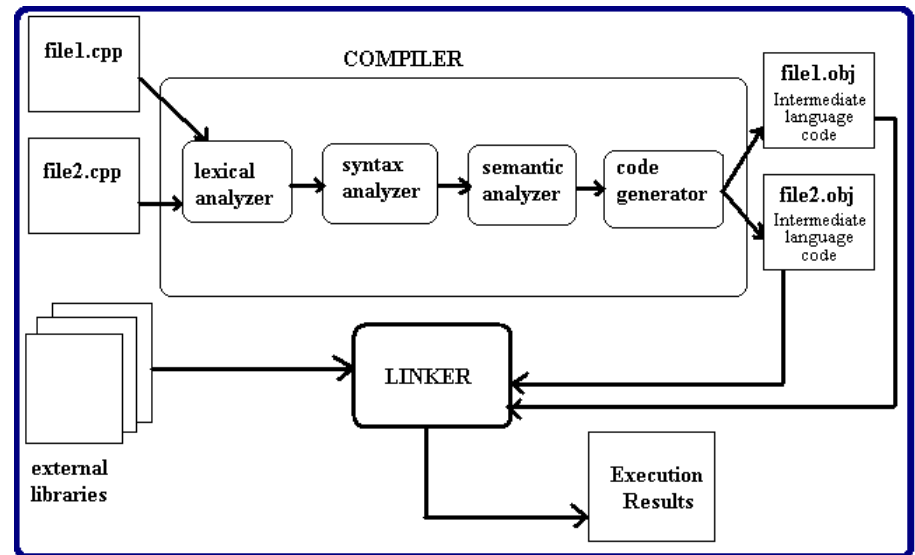 file1.cpp
COMPILER
file1.obj
Intermediate
language
code
file2.cpp
lexical
analyzer
syntax
analyzer
semantic
analyzer
code
generator
file2.obj
Intermediate
language
code
LINKER
external
libraries
Execution
Results